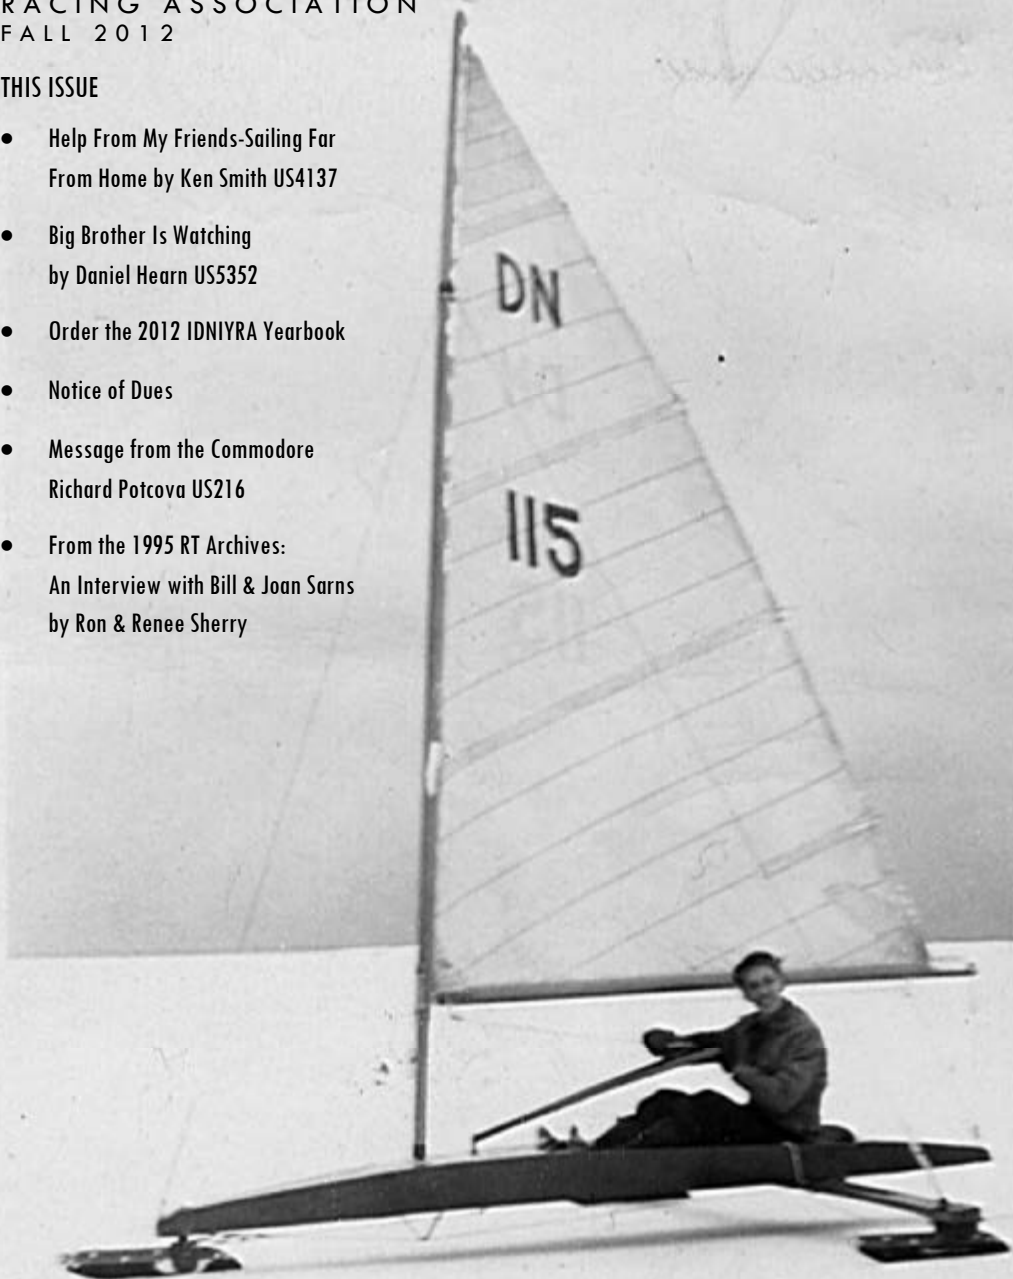 RACING ASSOCIATION
FALL 2012
THIS ISSUE
• Help From My Friends-Sailing Far
From Home by Ken Smith US4137
• Big Brother Is Watching
by Daniel Hearn US5352
• Order the 2012 IDNIYRA Yearbook
• Notice of Dues
• Message from the Commodore
Richard Potcova US216
• From the 1995 RT Archives:
An Interview with Bill & Joan Sarns
by Ron & Renee Sherry
DN
115